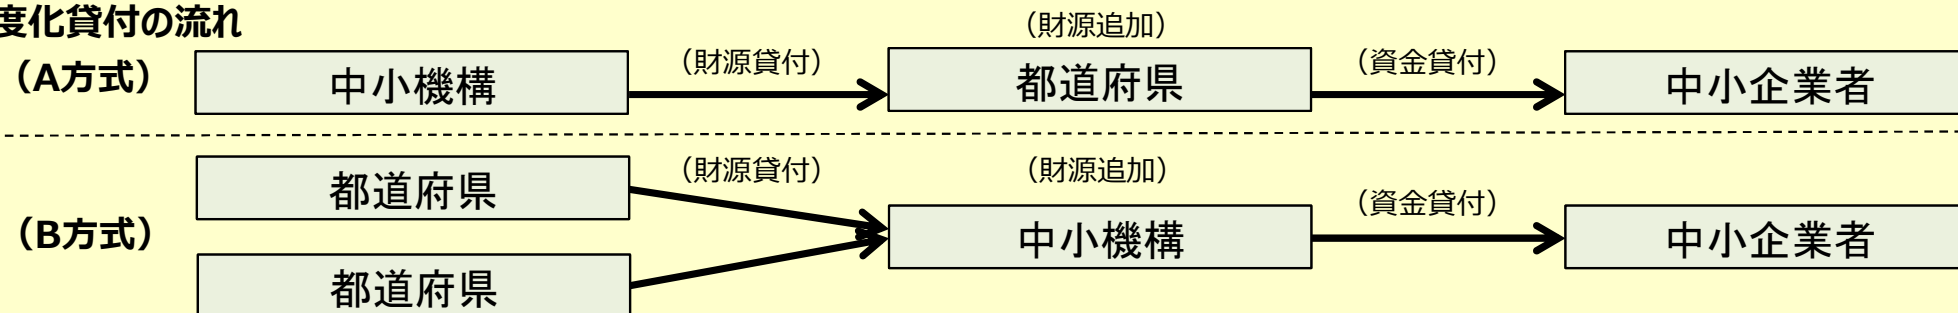 度化貸付の流れ
（財源追加）
（A方式）
中小機構
（財源貸付）
都道府県
（資金貸付）
中小企業者
都道府県
（財源貸付）
（財源追加）
（B方式）
中小機構
（資金貸付）
中小企業者
都道府県